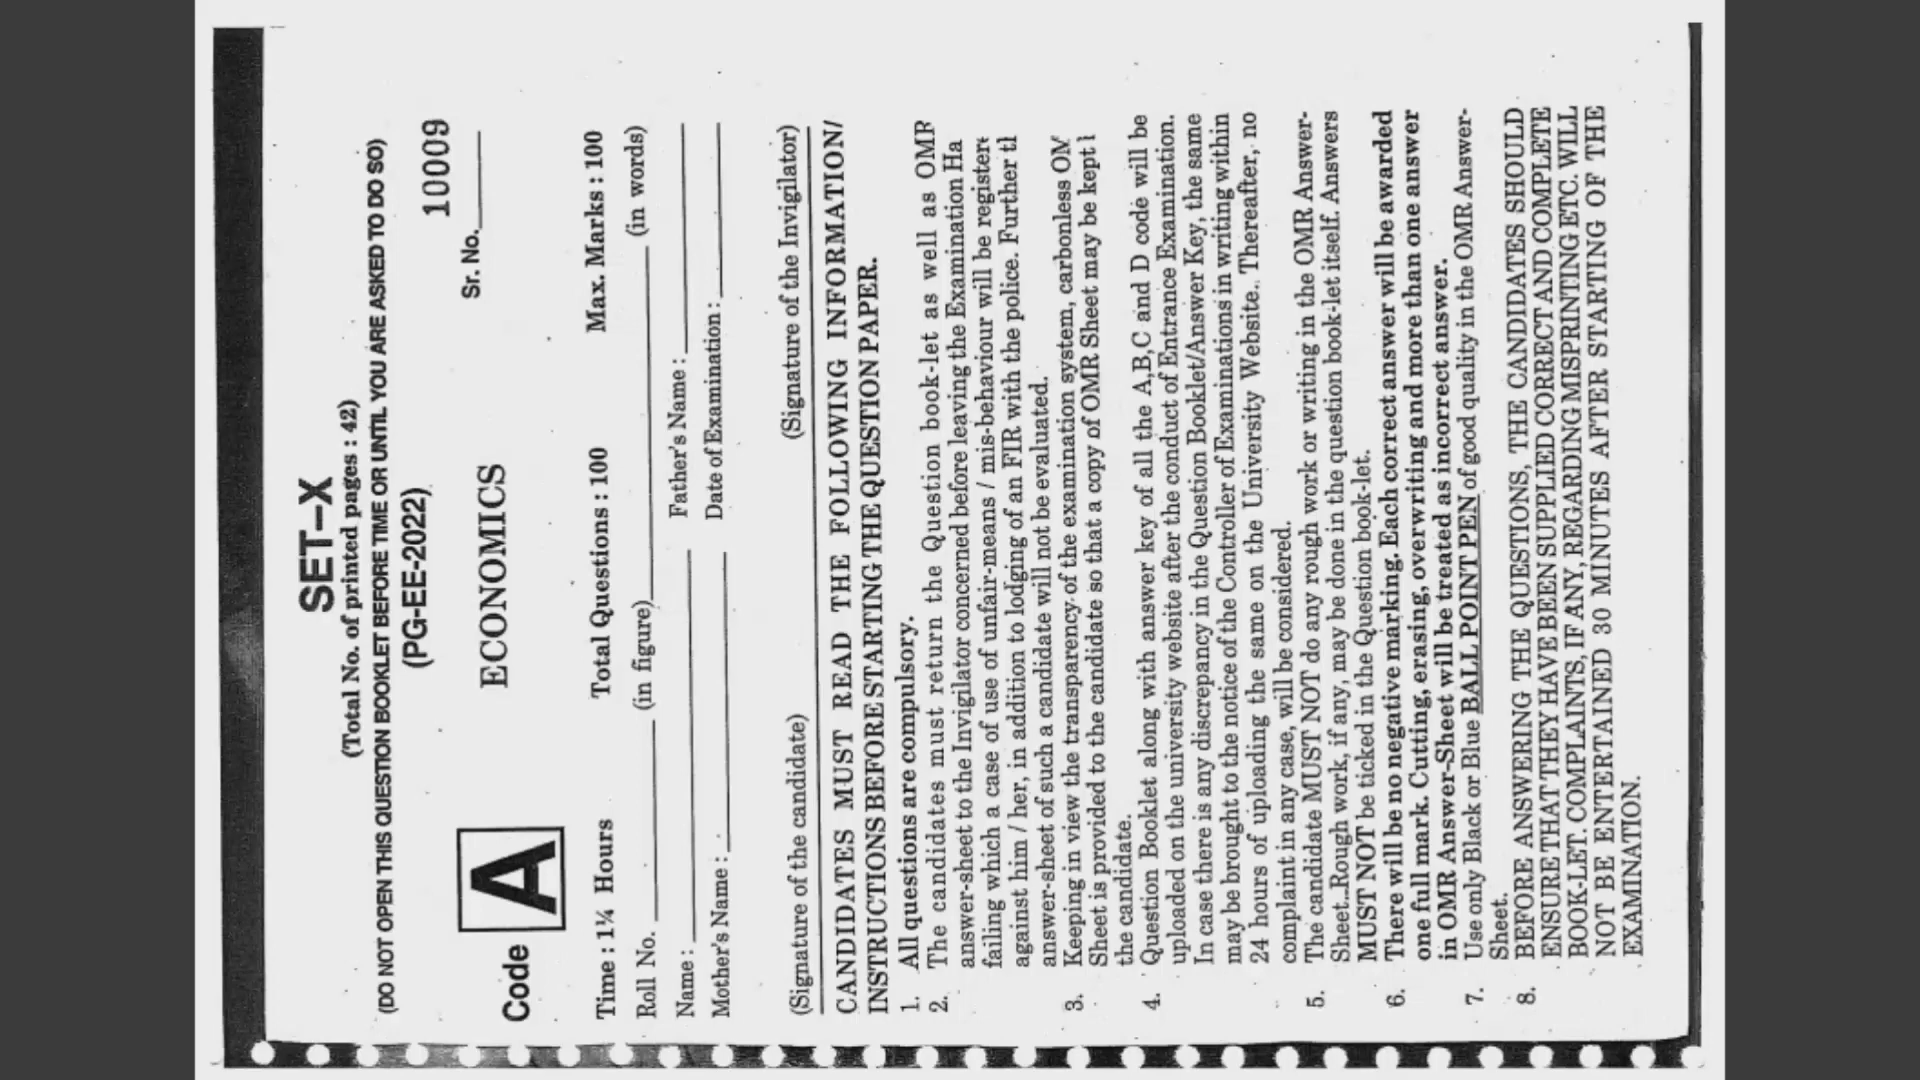 SET–X
(Total No. of printed pages : 42)
(DO NOT OPEN THIS QUESTION BOOKLET BEFORE TIME OR UNTIL YOU ARE ASKED TO DO SO)
(PG-EE-2022)
10009
Code A ECONOMICS Sr. No.
Time : 1¼ Hours Total Questions : 100 Max. Marks : 100
Roll No. (in figure) (in words)
Name : Father's Name :
Mother's Name : Date of Examination :
(Signature of the candidate) (Signature of the Invigilator)
CANDIDATES MUST READ THE FOLLOWING INFORMATION/
INSTRUCTIONS BEFORE STARTING THE QUESTION PAPER.
1. All questions are compulsory.
2. The candidates must return the Question book-let as well as OMR
answer-sheet to the Invigilator concerned before leaving the Examination Ha
failing which a case of use of unfair-means / mis-behaviour will be register
against him / her, in addition to lodging of an FIR with the police. Further
answer-sheet of such a candidate will not be evaluated.
3. Keeping in view the transparency of the examination system, carbonless OM
Sheet is provided to the candidate so that a copy of OMR Sheet may be kept
the candidate.
4. Question Booklet along with answer key of all the A,B,C and D code will be
uploaded on the university website after the conduct of Entrance Examination.
In case there is any discrepancy in the Question Booklet/Answer Key, the same
may be brought to the notice of the Controller of Examinations in writing within
24 hours of uploading the same on the University Website.. Thereafter, no
complaint in any case, will be considered.
5. The candidate MUST NOT do any rough work or writing in the OMR Answer-
Sheet..Rough work, if any, may be done in the question book-let itself. Answers
MUST NOT be ticked in the Question book-let.
6. There will be no negative marking. Each correct answer will be awarded
one full mark. Cutting, erasing, overwriting and more than one answer
in OMR Answer-Sheet will be treated as incorrect answer.
7. Use only Black or Blue BALL POINT PEN of good quality in the OMR Answer-
Sheet.
8. BEFORE ANSWERING THE QUESTIONS, THE CANDIDATES SHOULD
ENSURE THAT THEY HAVE BEEN SUPPLIED CORRECT AND COMPLETE
BOOK-LET. COMPLAINTS, IF ANY, REGARDING MISPRINTING ETC. WILL
NOT BE ENTERTAINED 30 MINUTES AFTER STARTING OF THE
EXAMINATION.